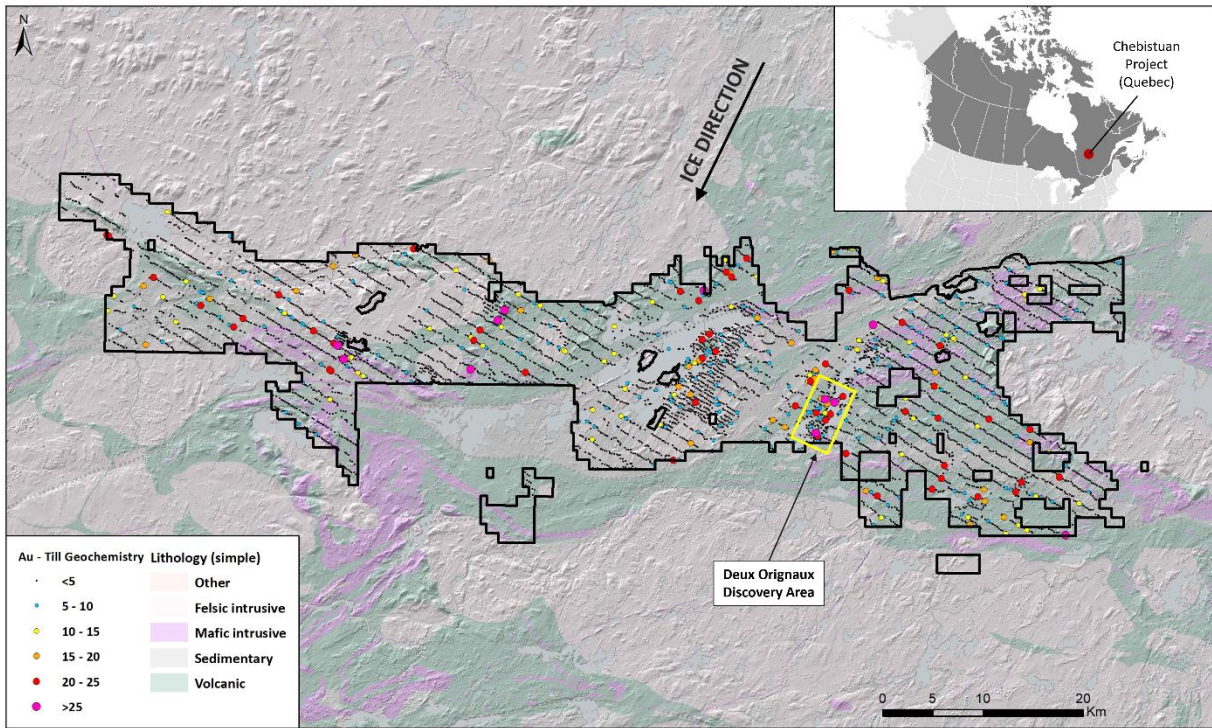 N
ICE DIRECTION
Chebistuan
Project
(Quebec)
Deux Orignaux
Discovery Area
Au - Till Geochemistry
<5
5 - 10
10 - 15
15 - 20
20 - 25
>25
Lithology (simple)
Other
Felsic intrusive
Mafic intrusive
Sedimentary
Volcanic
0 5 10 20
Km